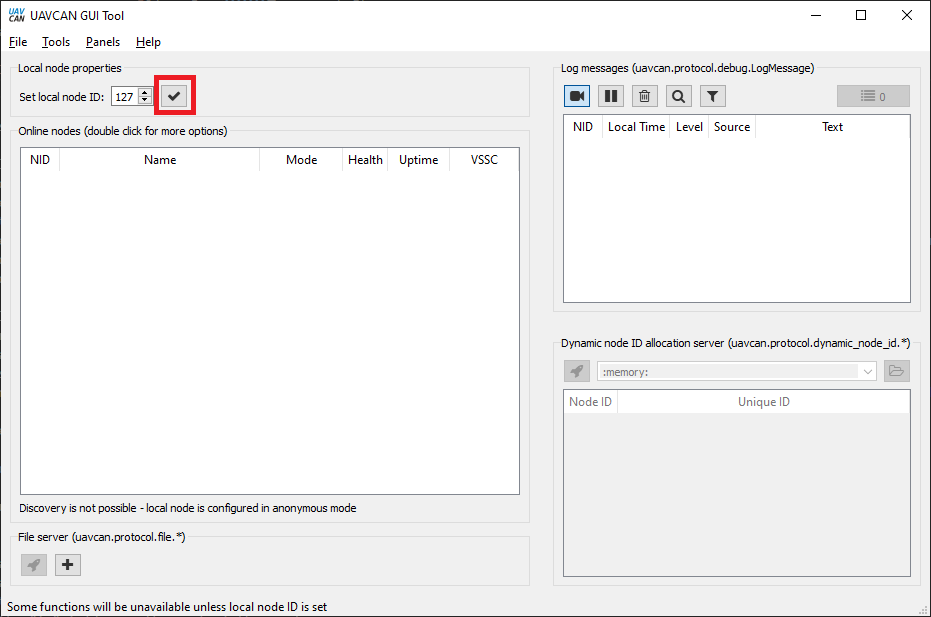 UAV CAN UAVCAN GUI Tool
File Tools Panels Help
Local node properties
Set local node ID: 127
Online nodes (double click for more options)
NID Name Mode Health Uptime VSSC
Discovery is not possible - local node is configured in anonymous mode
File server (uavcan.protocol.file.*)
Log messages (uavcan.protocol.debug.LogMessage)
0
NID Local Time Level Source Text
Dynamic node ID allocation server (uavcan.protocol.dynamic_node_id.*)
:memory:
Node ID Unique ID
Some functions will be unavailable unless local node ID is set